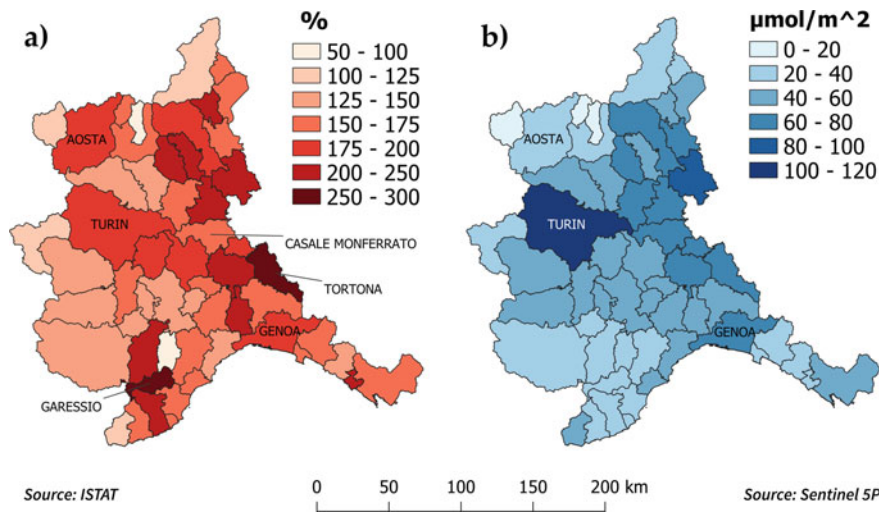 a)
%
50 - 100
100 - 125
125 - 150
150 - 175
175 - 200
200 - 250
250 - 300
AOSTA
TURIN
CASALE MONFERRATO
TORTONA
GENOA
GARESSIO
Source: ISTAT
b)
μmol/m^2
0 - 20
20 - 40
40 - 60
60 - 80
80 - 100
100 - 120
AOSTA
TURIN
GENOA
0 50 100 150 200 km
Source: Sentinel 5P